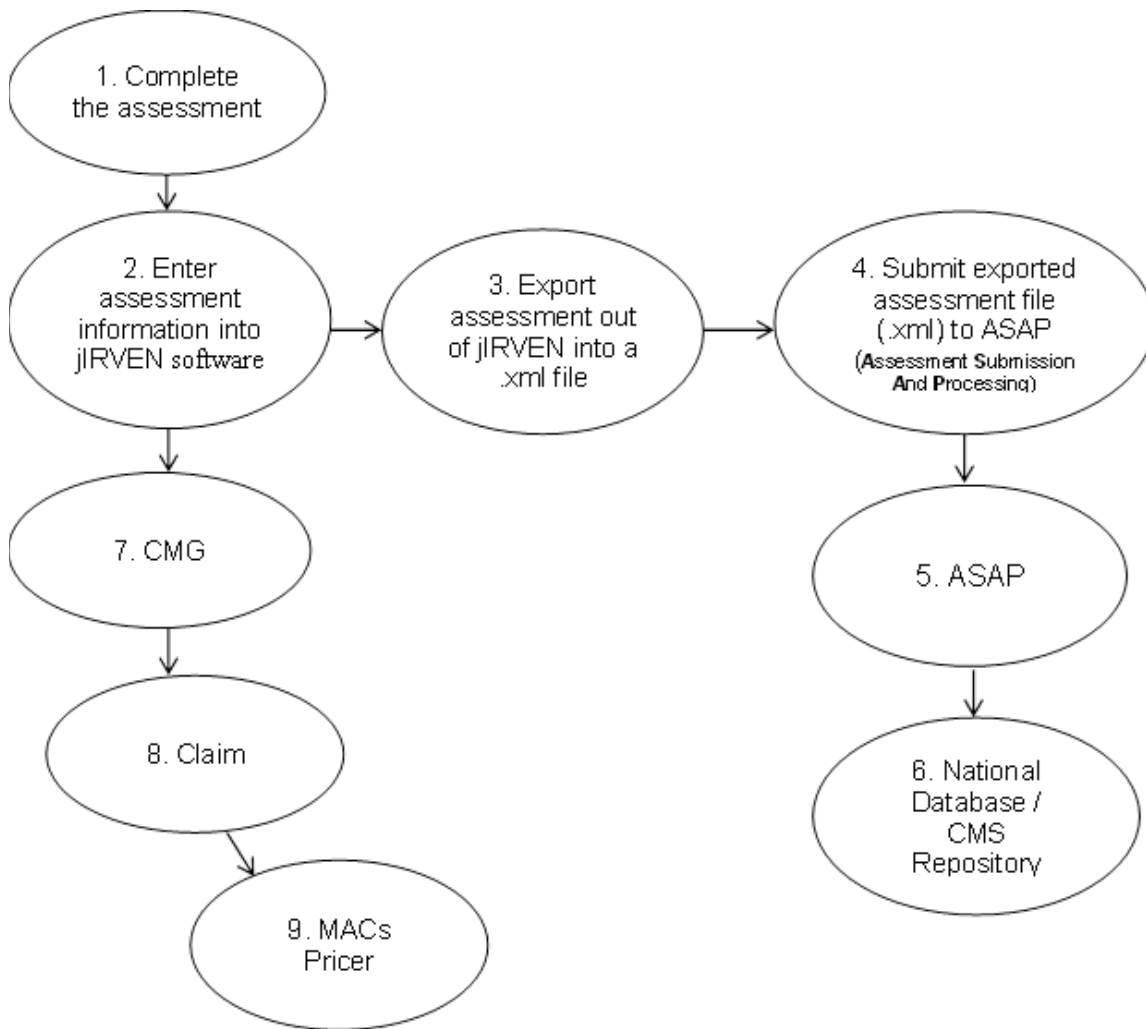 1. Complete
the assessment
2. Enter
assessment
information into
jIRVEN software
3. Export
assessment out
of jIRVEN into a
.xml file
4. Submit exported
assessment file
(.xml) to ASAP
(Assessment Submission
And Processing)
5. ASAP
6. National
Database /
CMS
Repository
7. CMG
8. Claim
9. MACs
Pricer